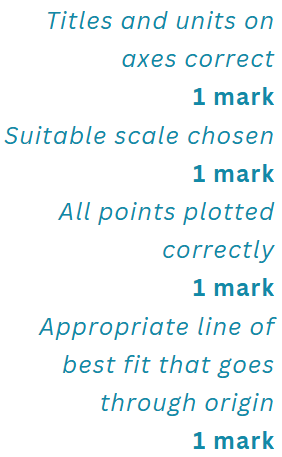 Titles and units on
axes correct
1 mark
Suitable scale chosen
1 mark
All points plotted
correctly
1 mark
Appropriate line of
best fit that goes
through origin
1 mark